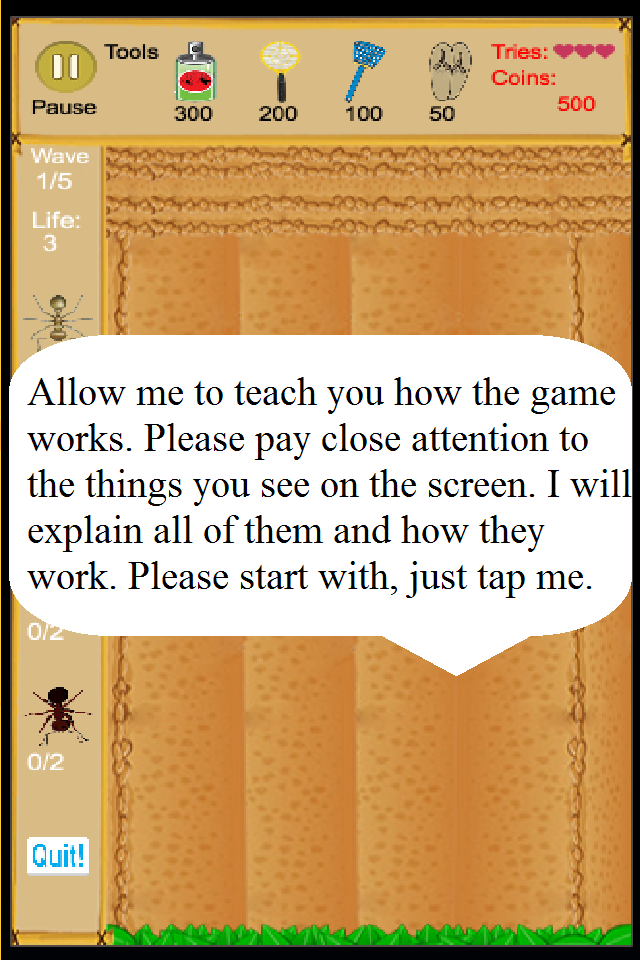 Tools
Tries:
Coins:
500
Pause
300
200
100
50
Wave
1/5
Life:
3
Allow me to teach you how the game
works. Please pay close attention to
the things you see on the screen. I will
explain all of them and how they
work. Please start with, just tap me.
0/2
0/2
Quit!